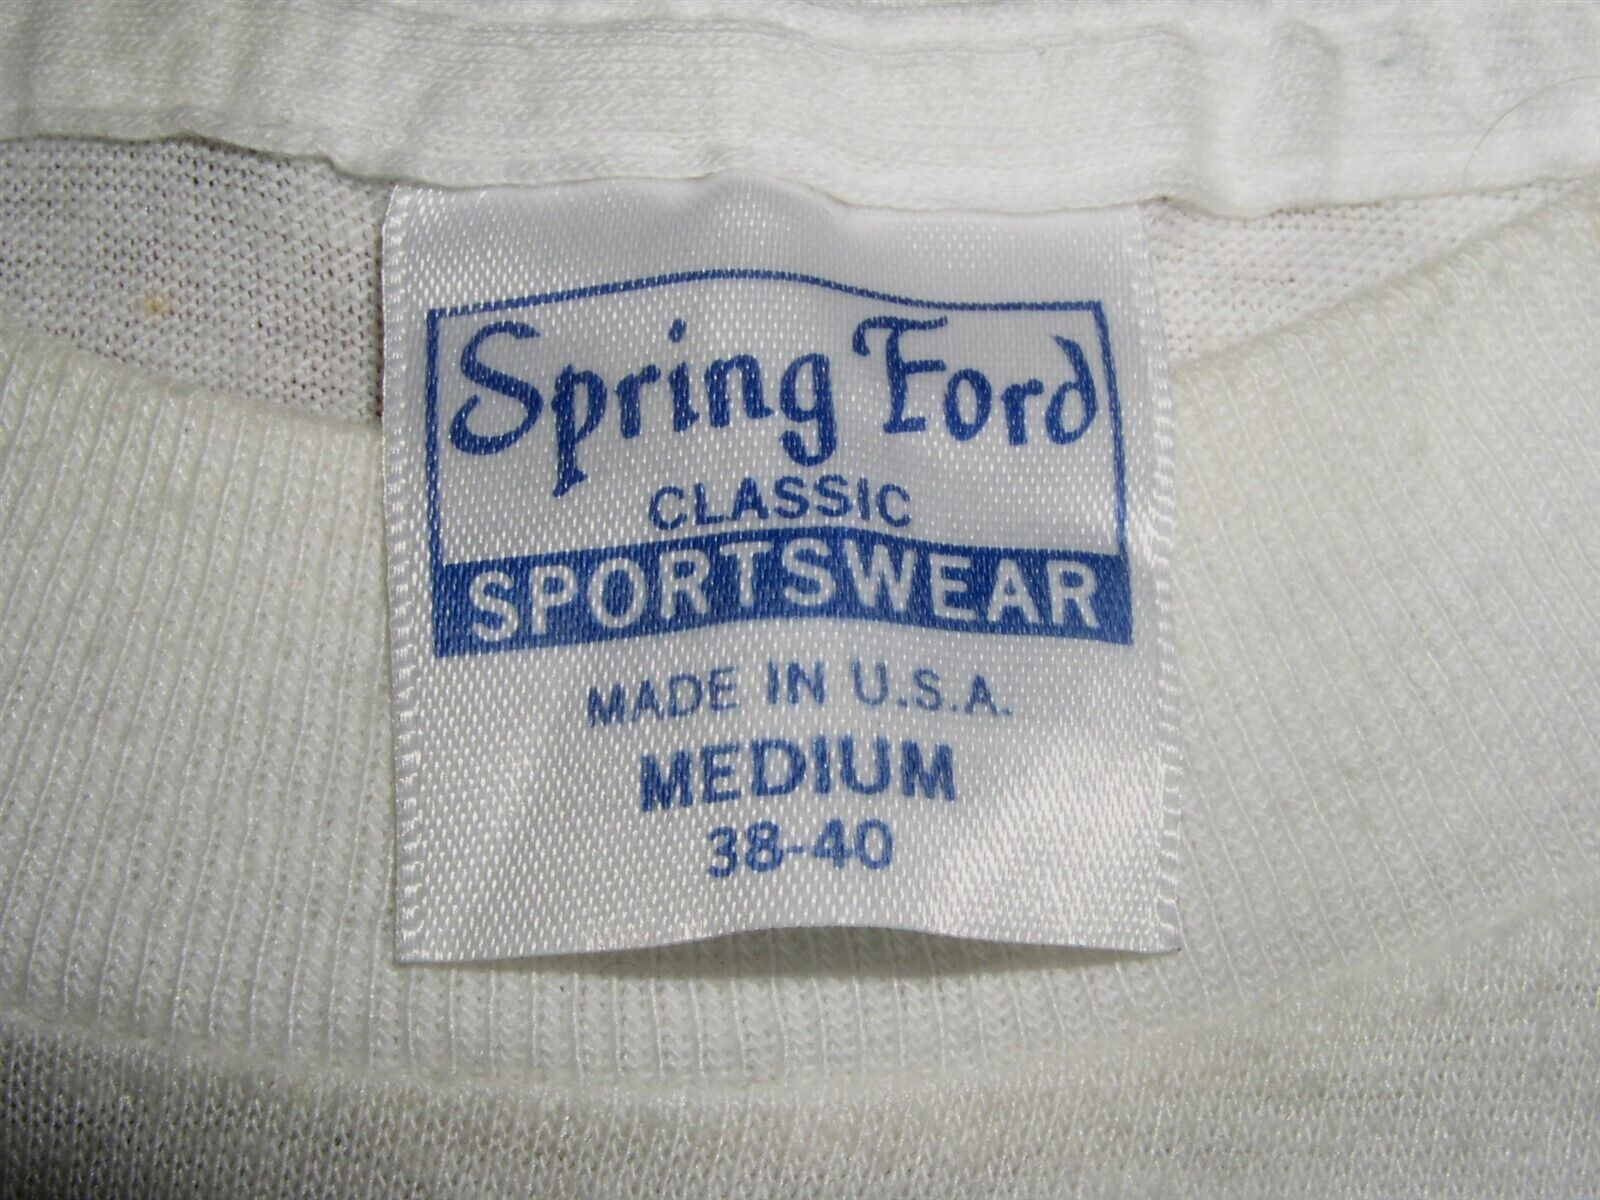 Spring Ford
CLASSIC
SPORTSWEAR
MADE IN U.S.A.
MEDIUM
38-40